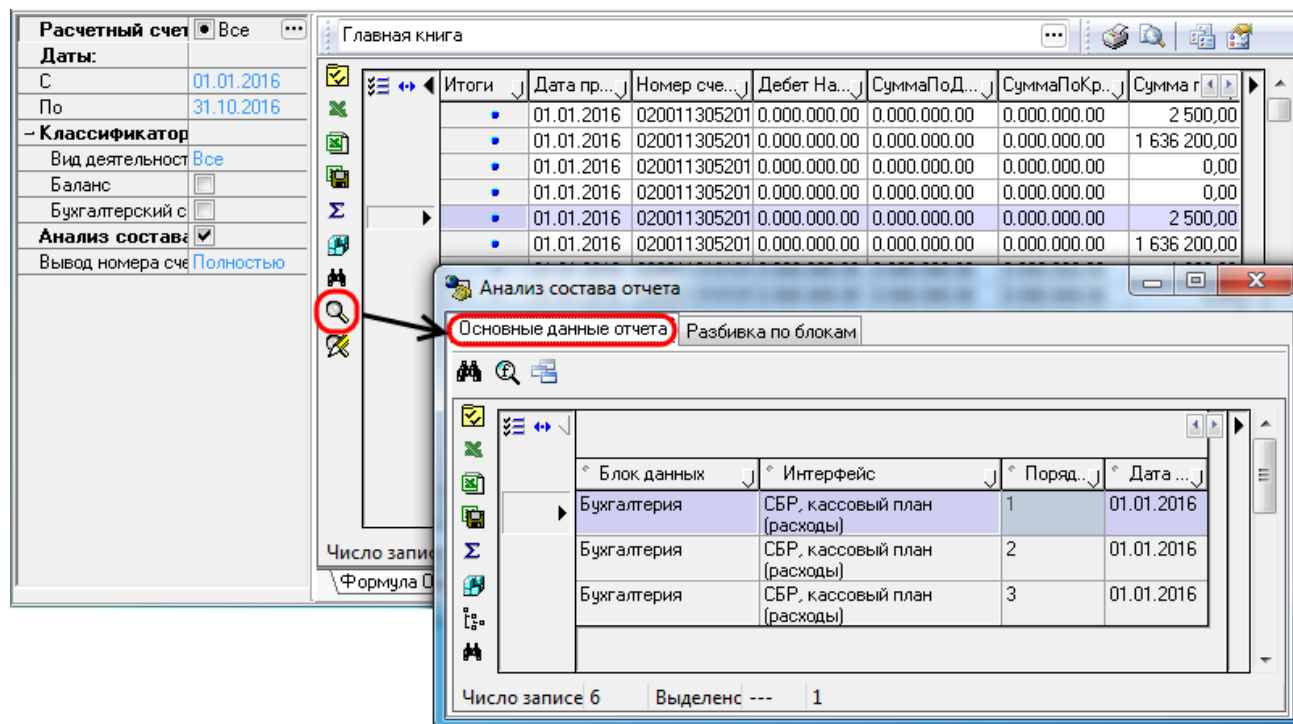 Расчетный счет Все ...
Даты:
С 01.01.2016
По 31.10.2016
– Классификатор
Вид деятельност Все
Баланс
Бухгалтерский с
Анализ состава
Вывод номера сче Полностью
Главная книга ...
Итоги Дата пр... Номер сче... Дебет На... СуммаПоД... СуммаПоКр... Сумма г
01.01.2016 020011305201 0.000.000.00 0.000.000.00 0.000.000.00 2 500,00
01.01.2016 020011305201 0.000.000.00 0.000.000.00 0.000.000.00 1 636 200,00
01.01.2016 020011305201 0.000.000.00 0.000.000.00 0.000.000.00 0,00
01.01.2016 020011305201 0.000.000.00 0.000.000.00 0.000.000.00 0,00
01.01.2016 020011305201 0.000.000.00 0.000.000.00 0.000.000.00 2 500,00
01.01.2016 020011305201 0.000.000.00 0.000.000.00 0.000.000.00 1 636 200,00
Число запис
Формула О
Анализ состава отчета
Основные данные отчета Разбивка по блокам
Блок данных Интерфейс Поряд... Дата ...
Бухгалтерия СБР, кассовый план 1 01.01.2016
(расходы)
Бухгалтерия СБР, кассовый план 2 01.01.2016
(расходы)
Бухгалтерия СБР, кассовый план 3 01.01.2016
(расходы)
Число записе 6 Выделенс --- 1